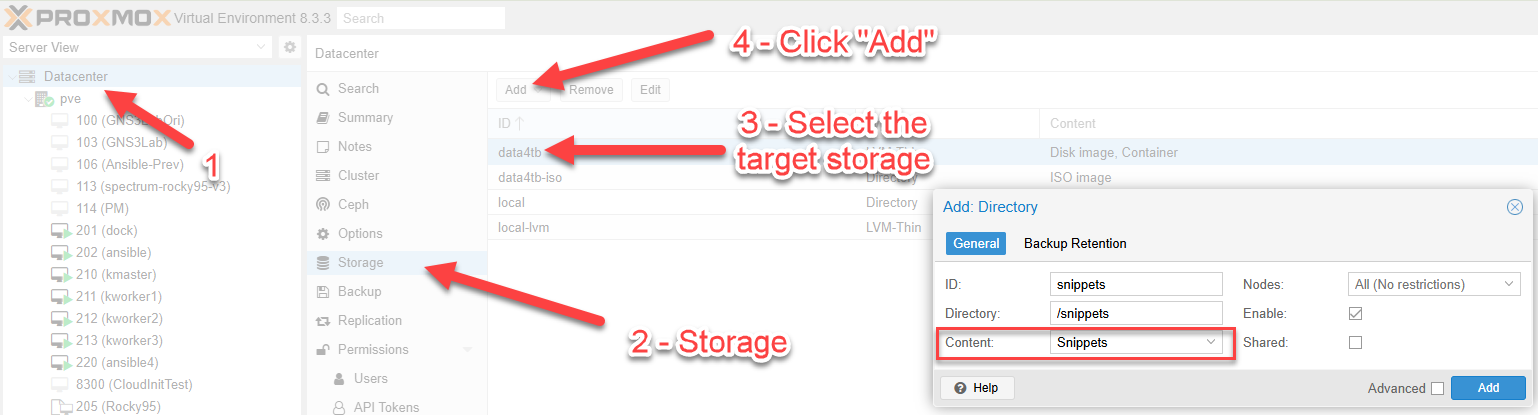 PROXMOX Virtual Environment 8.3.3 Search
Server View
Datacenter
pve
100 (GNS3LabOri)
103 (GNS3Lab)
106 (Ansible-Prev)
113 (spectrum-rocky95-v3)
114 (PM)
201 (dock)
202 (ansible)
210 (kmaster)
211 (kworker1)
212 (kworker2)
213 (kworker3)
220 (ansible4)
8300 (CloudInitTest)
205 (Rocky95)
1
Datacenter
Search
Summary
Notes
Cluster
Ceph
Options
Storage
Backup
Replication
Permissions
Users
API Tokens
2 - Storage
4 - Click "Add"
Add Remove Edit
ID Content
3 - Select the
target storage
data4tb LVM-Thin Disk image, Container
data4tb-iso Directory ISO image
local Directory
local-lvm LVM-Thin
Add: Directory
General Backup Retention
ID: snippets Nodes: All (No restrictions)
Directory: /snippets Enable:
Content: Snippets Shared:
Help Advanced Add